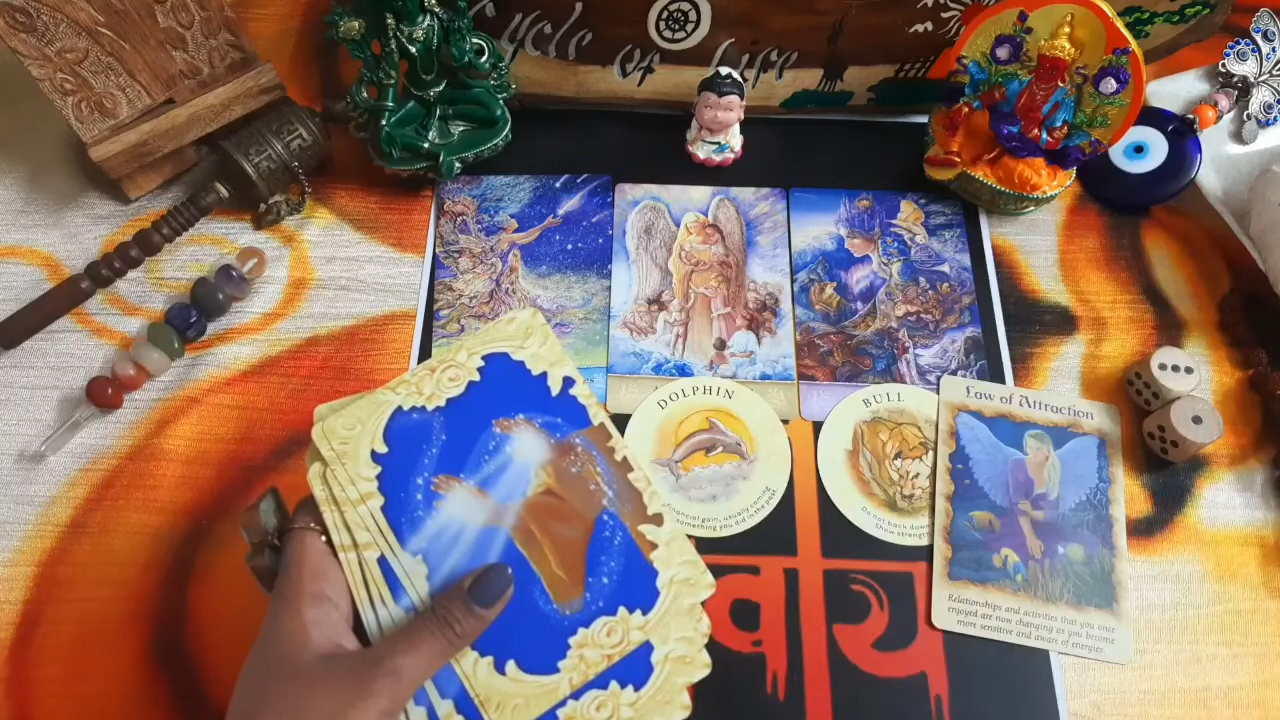 Cycle of Life
DOLPHIN
Financial gain, usually coming
something you did in the past.
BULL
Do not back down
Show strength
Law of Attraction
Relationships and activities that you once
enjoyed are now changing as you become
more sensitive and aware of energies
वाय